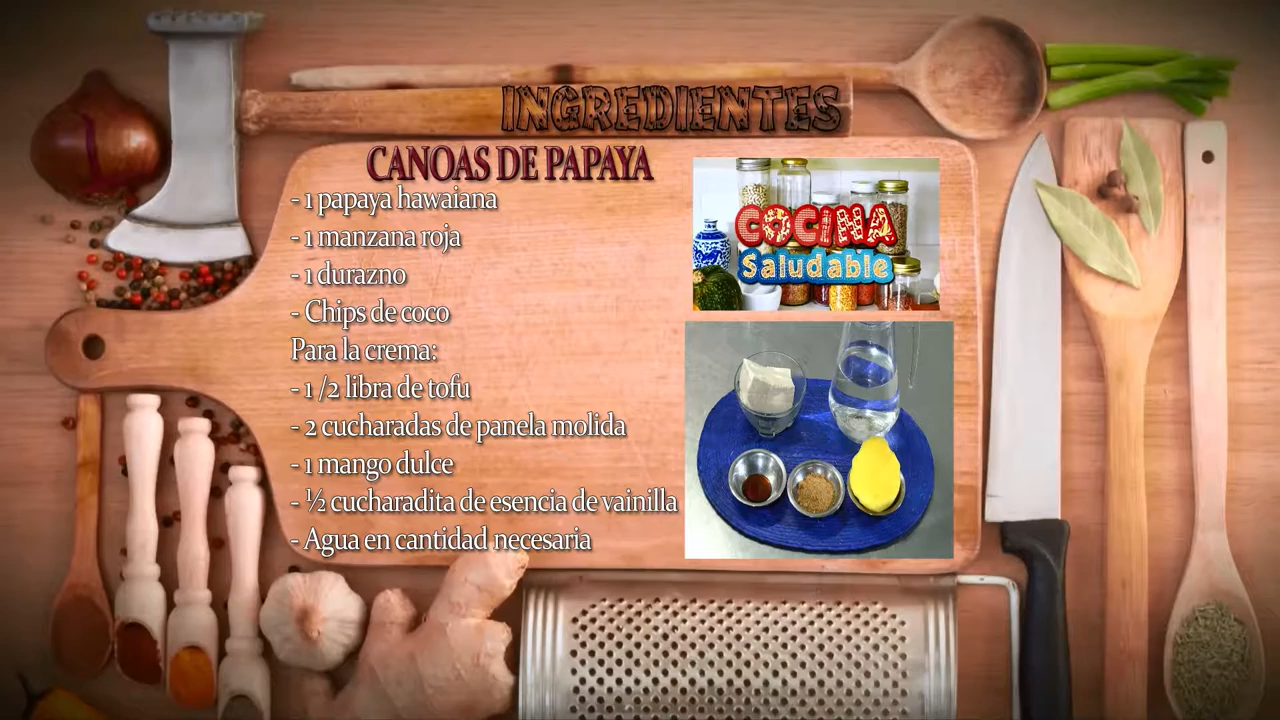 INGREDIENTES
CANOAS DE PAPAYA
- 1 papaya hawaiana
- 1 manzana roja
- 1 durazno
- Chips de coco
Para la crema:
- 1 /2 libra de tofu
- 2 cucharadas de panela molida
- 1 mango dulce
- ½ cucharadita de esencia de vainilla
- Agua en cantidad necesaria
COCINA
Saludable